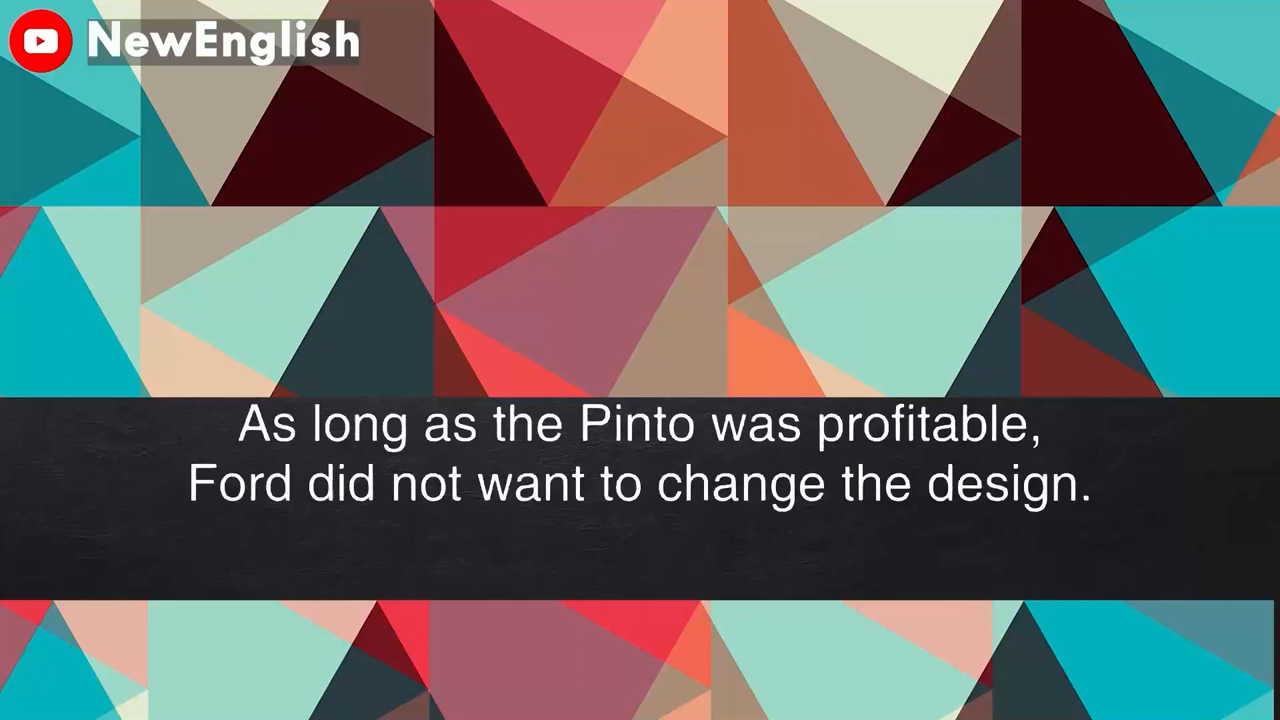 NewEnglish
As long as the Pinto was profitable,
Ford did not want to change the design.